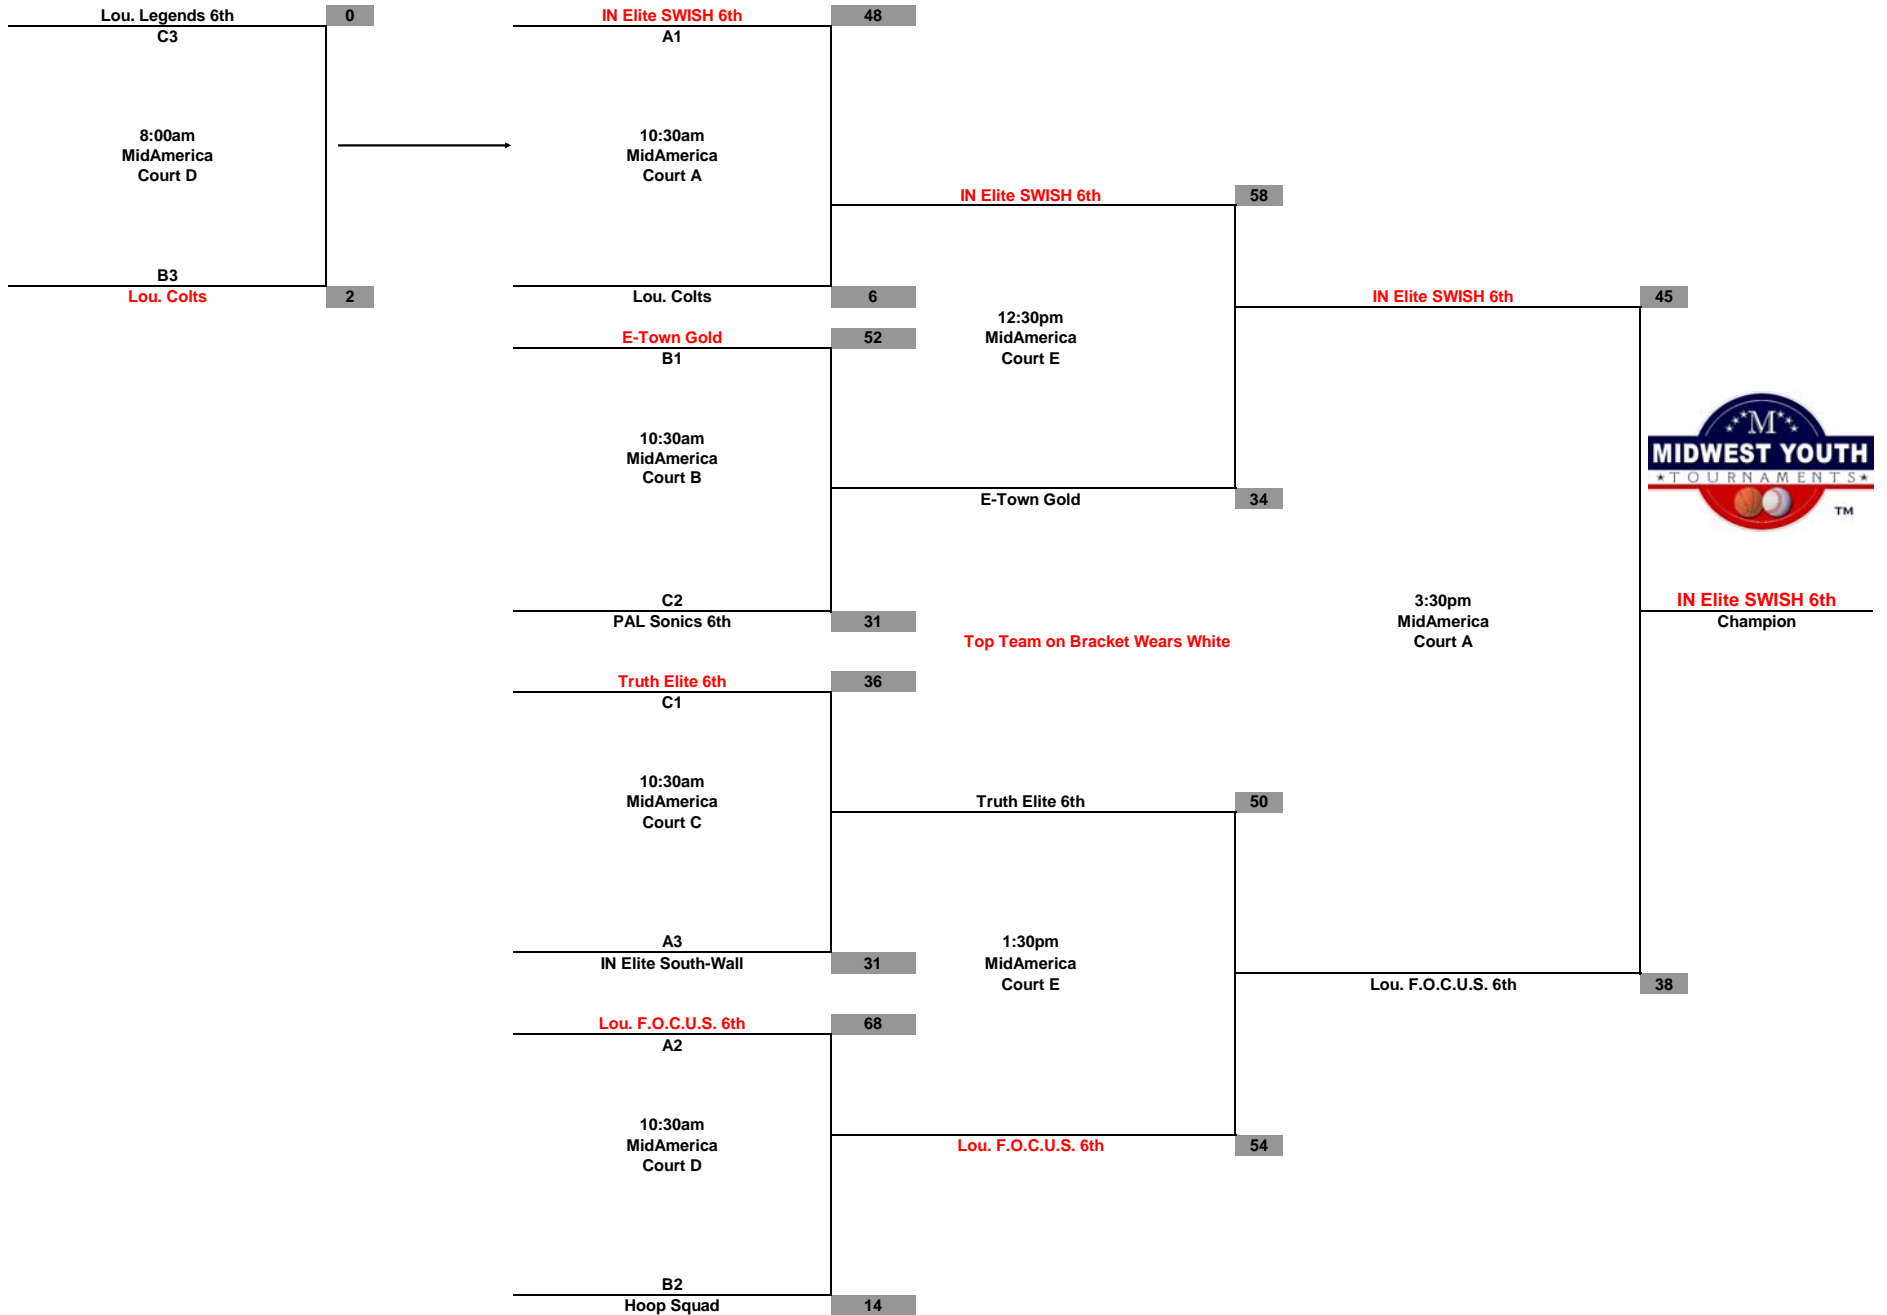 Lou. Legends 6th 0
C3
8:00am
MidAmerica
Court D
B3
Lou. Colts 2
IN Elite SWISH 6th 48
A1
10:30am
MidAmerica
Court A
Lou. Colts 6
E-Town Gold 52
B1
10:30am
MidAmerica
Court B
C2
PAL Sonics 6th 31
Truth Elite 6th 36
C1
10:30am
MidAmerica
Court C
A3
IN Elite South-Wall 31
Lou. F.O.C.U.S. 6th 68
A2
10:30am
MidAmerica
Court D
B2
Hoop Squad 14
IN Elite SWISH 6th 58
12:30pm
MidAmerica
Court E
E-Town Gold 34
Top Team on Bracket Wears White
Truth Elite 6th 50
1:30pm
MidAmerica
Court E
Lou. F.O.C.U.S. 6th 54
IN Elite SWISH 6th 45
3:30pm
MidAmerica
Court A
Lou. F.O.C.U.S. 6th 38
M
MIDWEST YOUTH
TOURNAMENTS
TM
IN Elite SWISH 6th
Champion